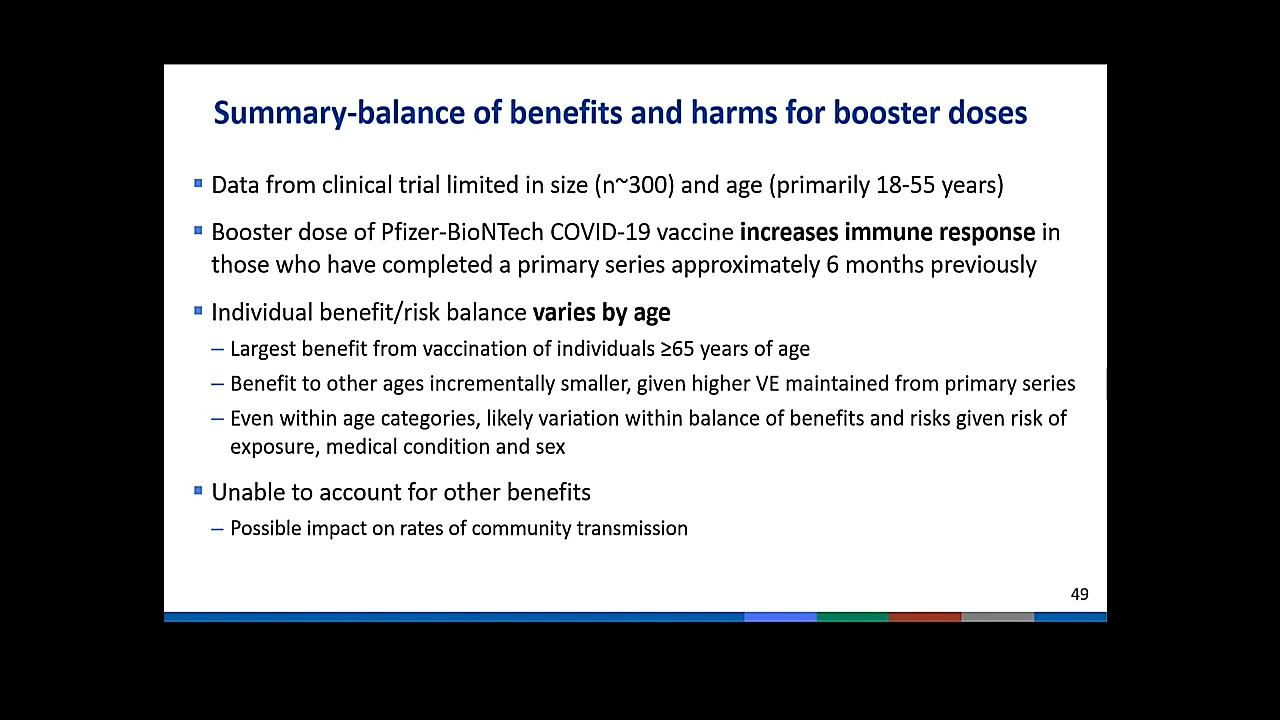 Summary-balance of benefits and harms for booster doses
Data from clinical trial limited in size (n~300) and age (primarily 18-55 years)
Booster dose of Pfizer-BioNTech COVID-19 vaccine increases immune response in
those who have completed a primary series approximately 6 months previously
Individual benefit/risk balance varies by age
– Largest benefit from vaccination of individuals ≥65 years of age
– Benefit to other ages incrementally smaller, given higher VE maintained from primary series
– Even within age categories, likely variation within balance of benefits and risks given risk of
exposure, medical condition and sex
Unable to account for other benefits
– Possible impact on rates of community transmission
49